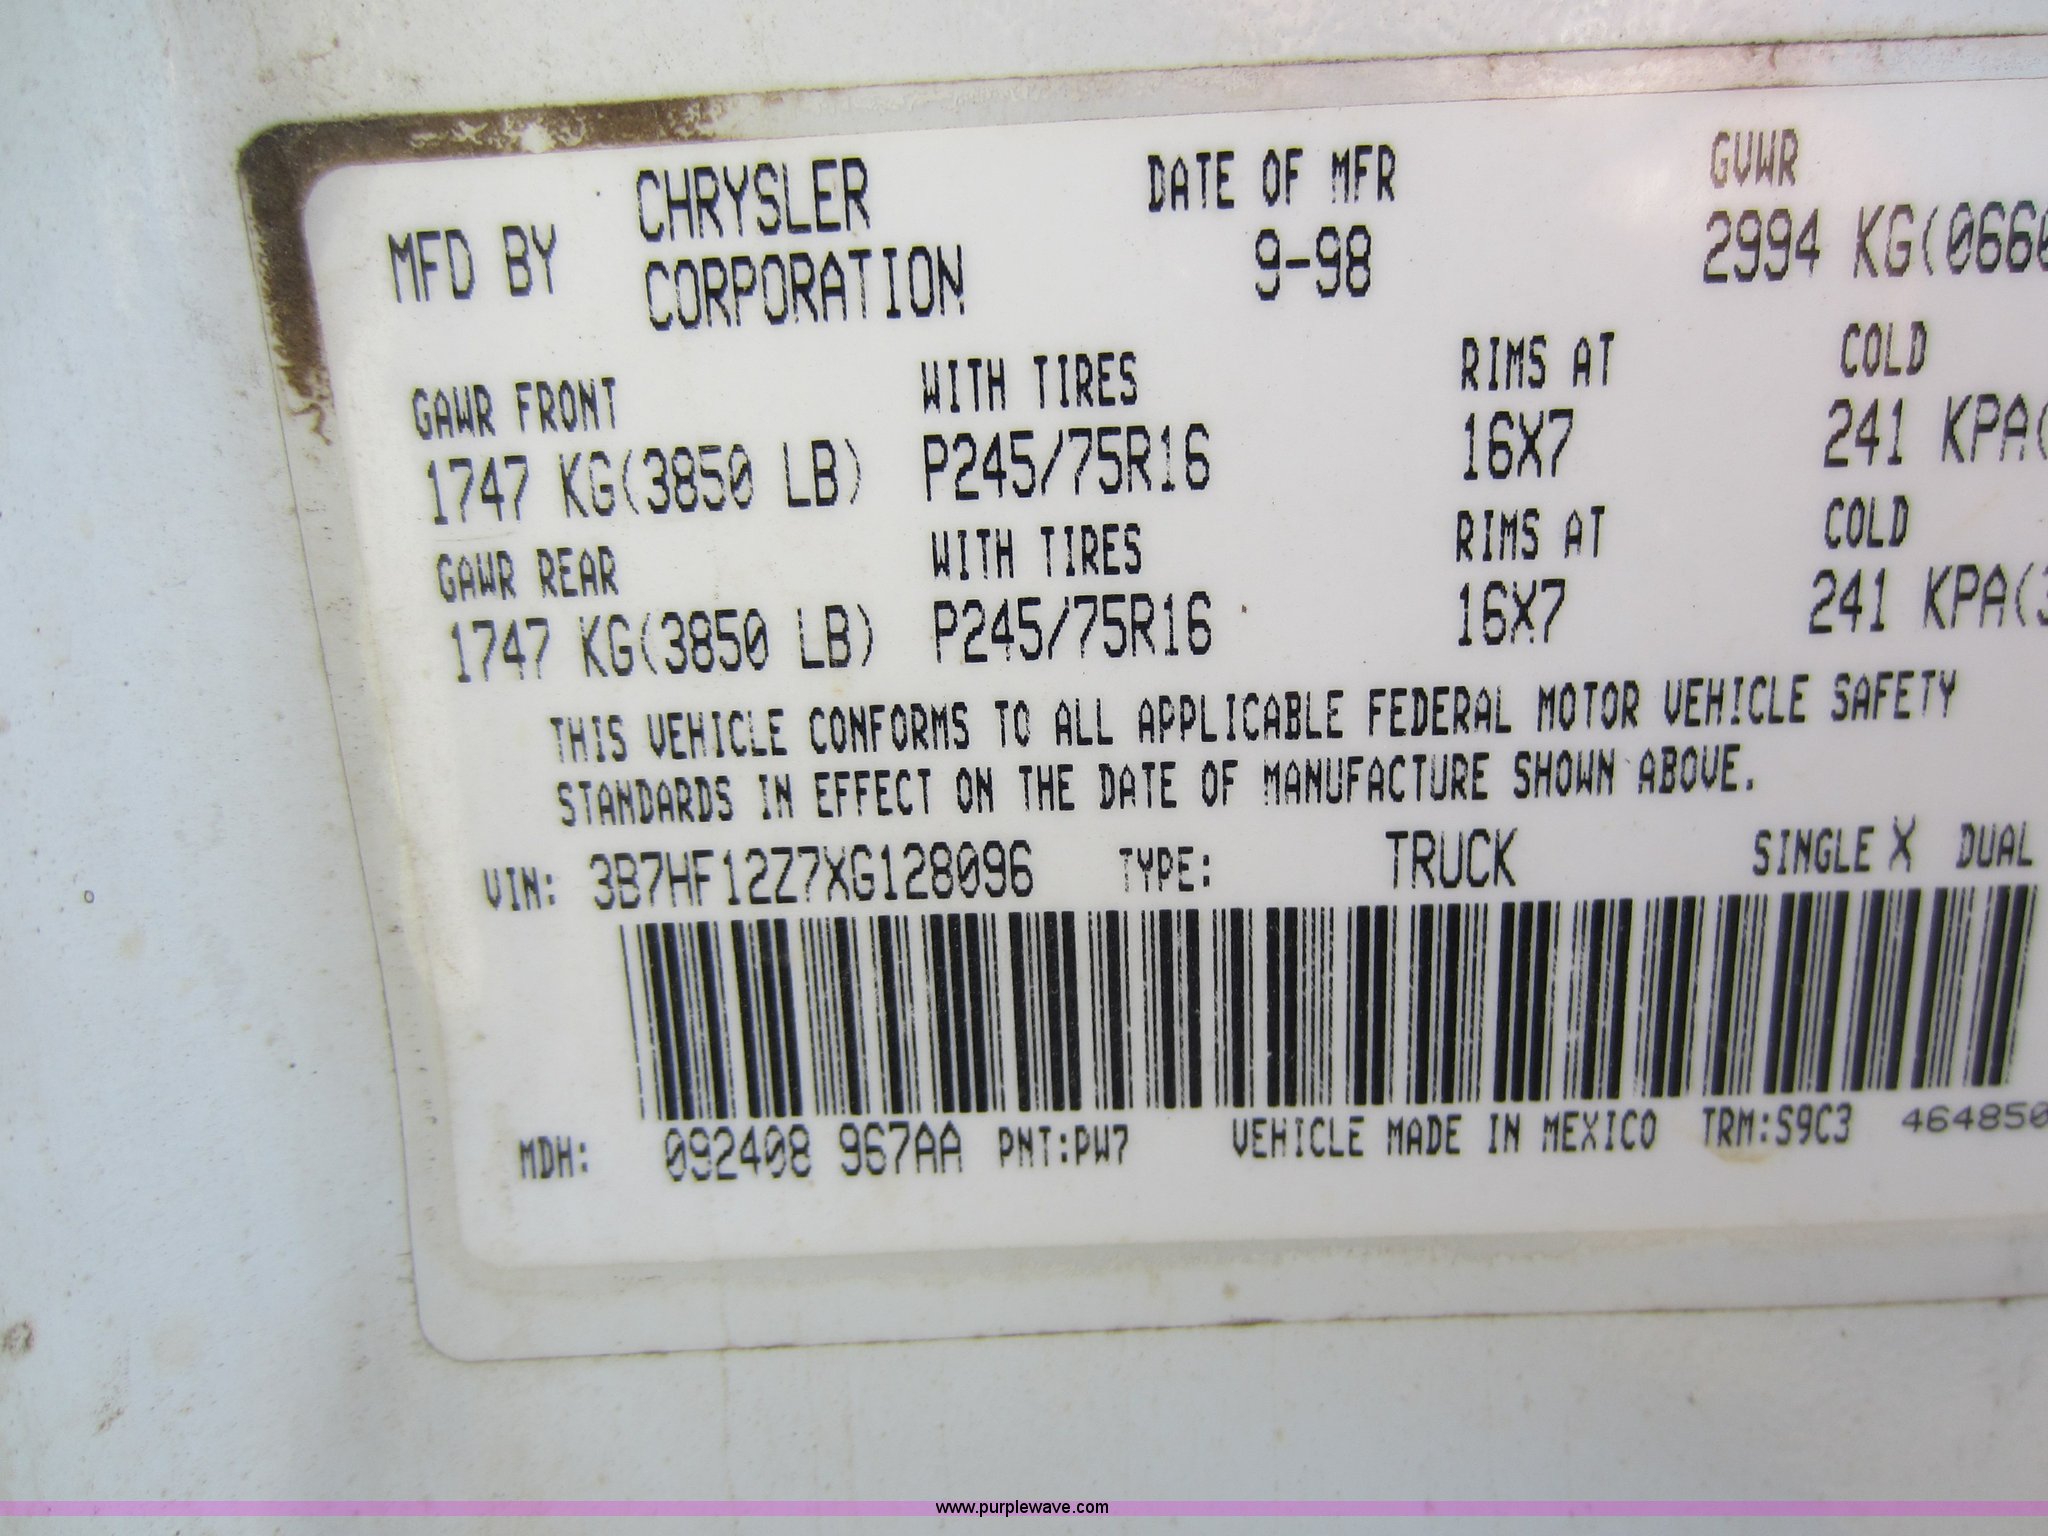 MFD BY CHRYSLER CORPORATION DATE OF MFR 9-98 GVWR
2994 KG(0660
GAWR FRONT WITH TIRES RIMS AT COLD
1747 KG(3850 LB) P245/75R16 16X7 241 KPA(
GAWR REAR WITH TIRES RIMS AT COLD
1747 KG(3850 LB) P245/75R16 16X7 241 KPA(3
THIS VEHICLE CONFORMS TO ALL APPLICABLE FEDERAL MOTOR VEHICLE SAFETY
STANDARDS IN EFFECT ON THE DATE OF MANUFACTURE SHOWN ABOVE.
VIN: 3B7HF12Z7XG128096 TYPE: TRUCK SINGLE X DUAL
MDH: 092408 967AA PNT:PW7 VEHICLE MADE IN MEXICO TRM:S9C3 464850
www.purplewave.com